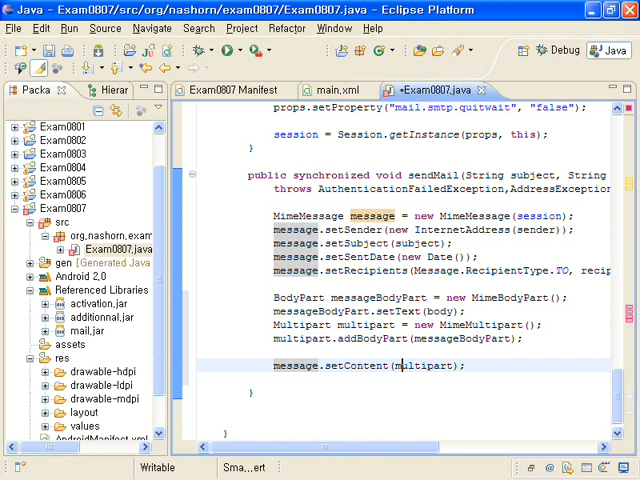 Java - Exam0807/src/org/nashorn/exam0807/Exam0807.java - Eclipse Platform
File Edit Run Source Refactor Navigate Search Project Refactor Window Help
Debug Java
Packa Hierar Exam0807 Manifest main.xml *Exam0807.java
Exam0801
Exam0802
Exam0803
Exam0804
Exam0805
Exam0806
Exam0807
src
org.nashorn.exam
Exam0807.java
gen [Generated Java
Android 2.0
Referenced Libraries
activation.jar
additionnal.jar
mail.jar
assets
res
drawable-hdpi
drawable-ldpi
drawable-mdpi
layout
values
AndroidManifest.xml
props.setProperty("mail.smtp.quitwait", "false");
session = Session.getInstance(props, this);
}
public synchronized void sendMail(String subject, String
throws AuthenticationFailedException,AddressException
MimeMessage message = new MimeMessage(session);
message.setSender(new InternetAddress(sender));
message.setSubject(subject);
message.setSentDate(new Date());
message.setRecipients(Message.RecipientType.TO, recip
BodyPart messageBodyPart = new MimeBodyPart();
messageBodyPart.setText(body);
Multipart multipart = new MimeMultipart();
multipart.addBodyPart(messageBodyPart);
message.setContent(multipart);
}
}
Writable Sma...ert